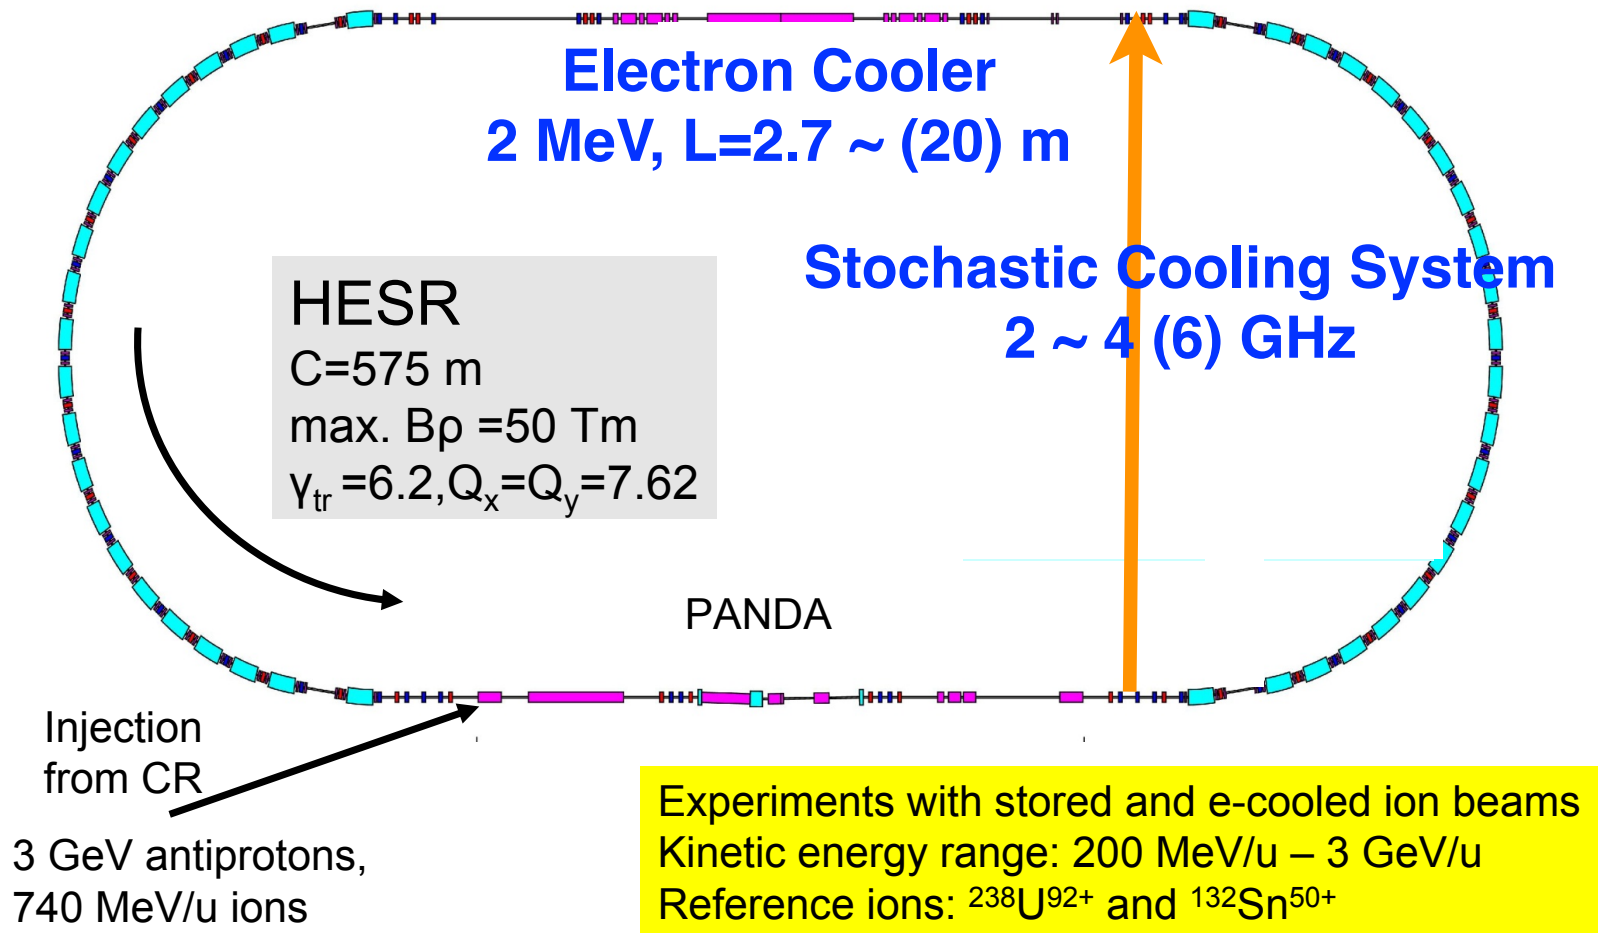 Electron Cooler
2 MeV, L=2.7 ~ (20) m
Stochastic Cooling System
2 ~ 4 (6) GHz
HESR
C=575 m
max. Bρ =50 Tm
γtr =6.2,Qx=Qy=7.62
PANDA
Injection
from CR
3 GeV antiprotons,
740 MeV/u ions
Experiments with stored and e-cooled ion beams
Kinetic energy range: 200 MeV/u – 3 GeV/u
Reference ions: ²³⁸U⁹²⁺ and ¹³²Sn⁵⁰⁺